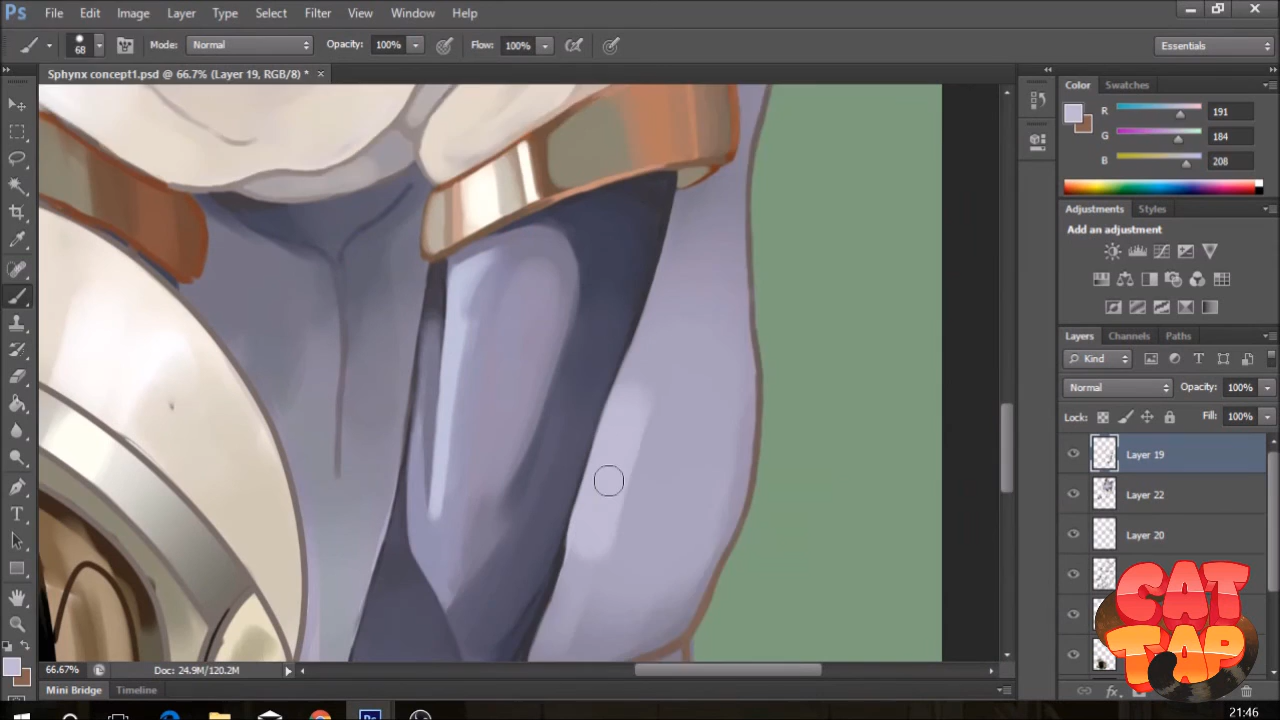 Ps File Edit Image Layer Type Select Filter View Window Help
68 Mode: Normal Opacity: 100% Flow: 100% Essentials
Sphynx concept1.psd @ 66.7% (Layer 19, RGB/8) * ×
Color Swatches
R 191
G 184
B 208
Adjustments Styles
Add an adjustment
Layers Channels Paths
Kind
Normal Opacity: 100%
Lock: Fill: 100%
Layer 19
Layer 22
Layer 20
CAT
TAP
66.67% Doc: 24.9M/120.2M
Mini Bridge Timeline
fx
Ps
21:46